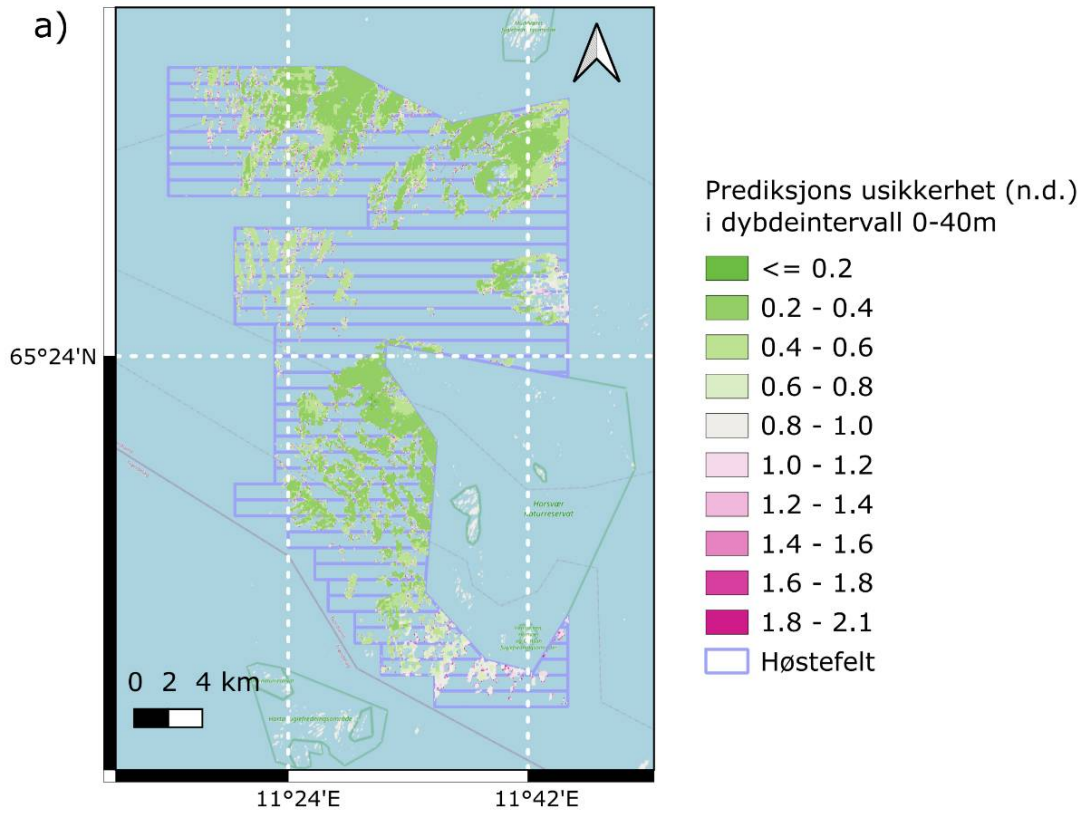 a)
Prediksjons usikkerhet (n.d.)
i dybdeintervall 0-40m
<= 0.2
0.2 - 0.4
65°24'N
0.4 - 0.6
0.6 - 0.8
0.8 - 1.0
1.0 - 1.2
1.2 - 1.4
Horsvær
naturreservat
1.4 - 1.6
1.6 - 1.8
1.8 - 2.1
Høstefelt
0 2 4 km
11°24'E
11°42'E